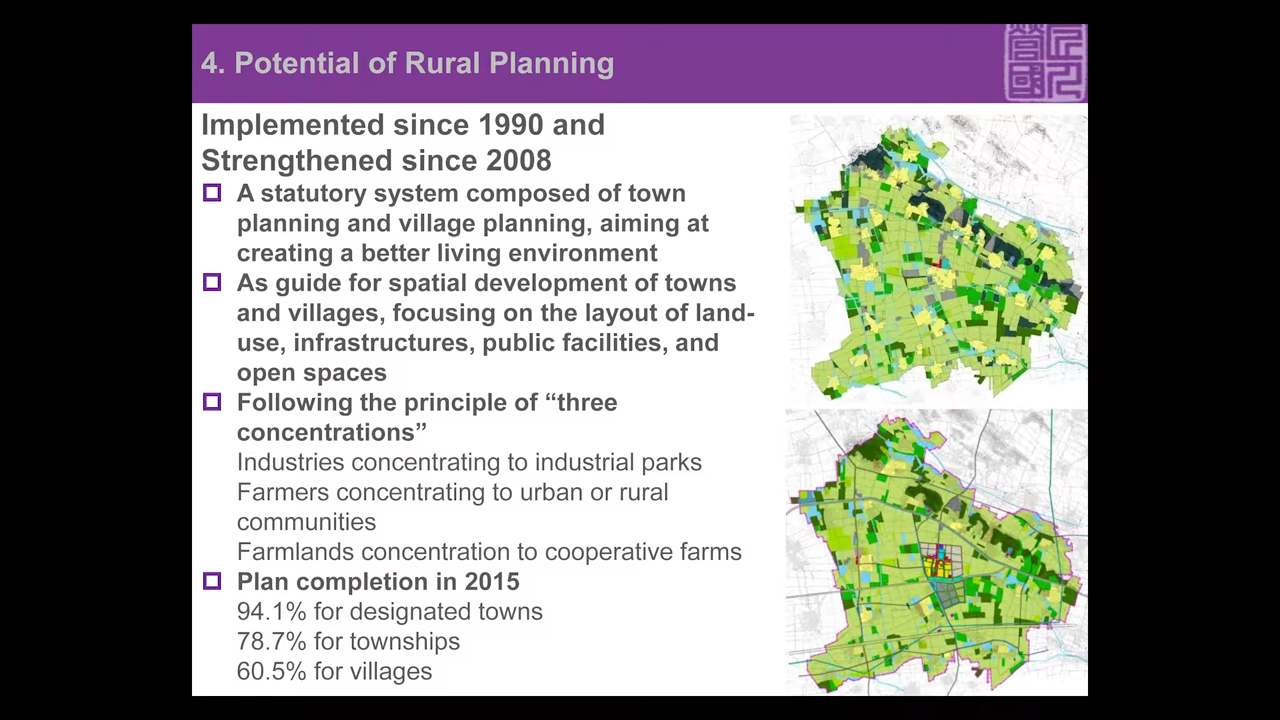 4. Potential of Rural Planning
Implemented since 1990 and
Strengthened since 2008
A statutory system composed of town
planning and village planning, aiming at
creating a better living environment
As guide for spatial development of towns
and villages, focusing on the layout of land-
use, infrastructures, public facilities, and
open spaces
Following the principle of “three
concentrations”
Industries concentrating to industrial parks
Farmers concentrating to urban or rural
communities
Farmlands concentration to cooperative farms
Plan completion in 2015
94.1% for designated towns
78.7% for townships
60.5% for villages